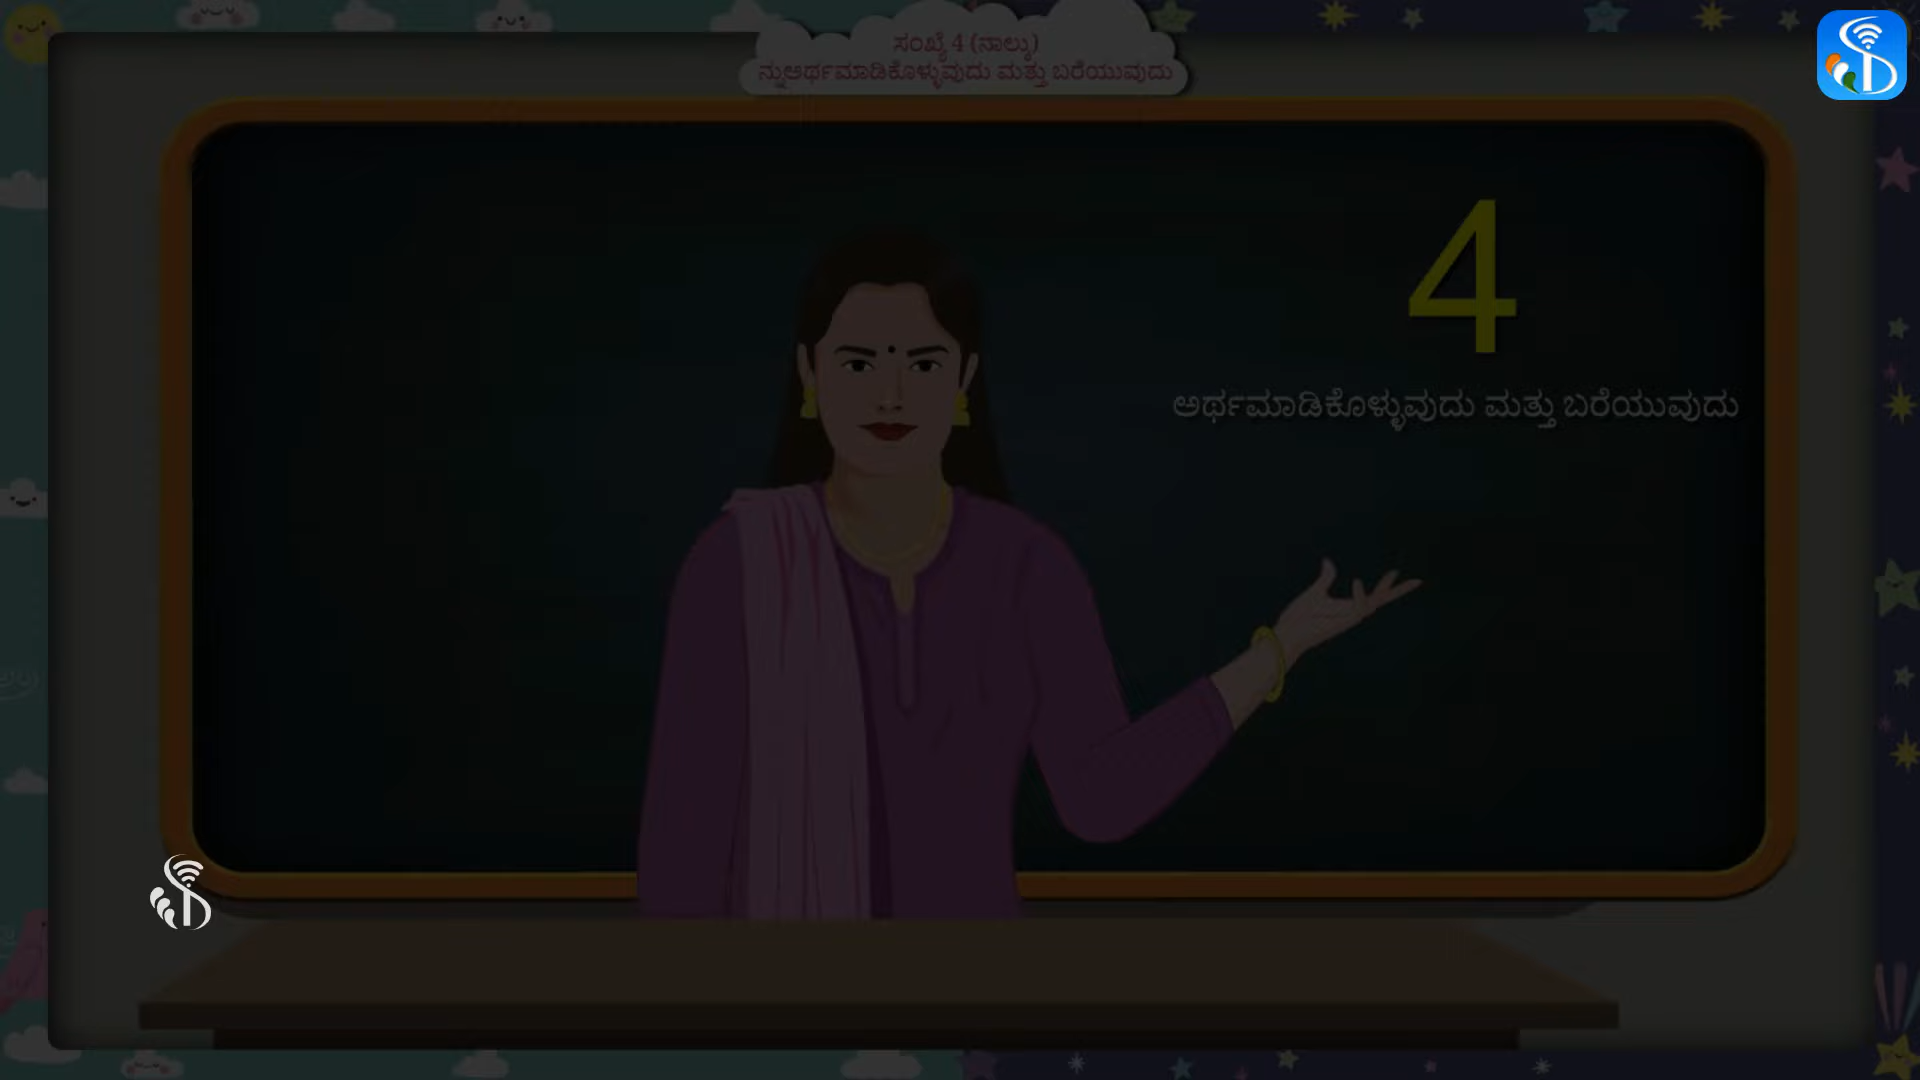 ಸಂಖ್ಯೆ 4 (ನಾಲ್ಕು)
ನ್ನುಅರ್ಥಮಾಡಿಕೊಳ್ಳುವುದು ಮತ್ತು ಬರೆಯುವುದು
4
ಅರ್ಥಮಾಡಿಕೊಳ್ಳುವುದು ಮತ್ತು ಬರೆಯುವುದು